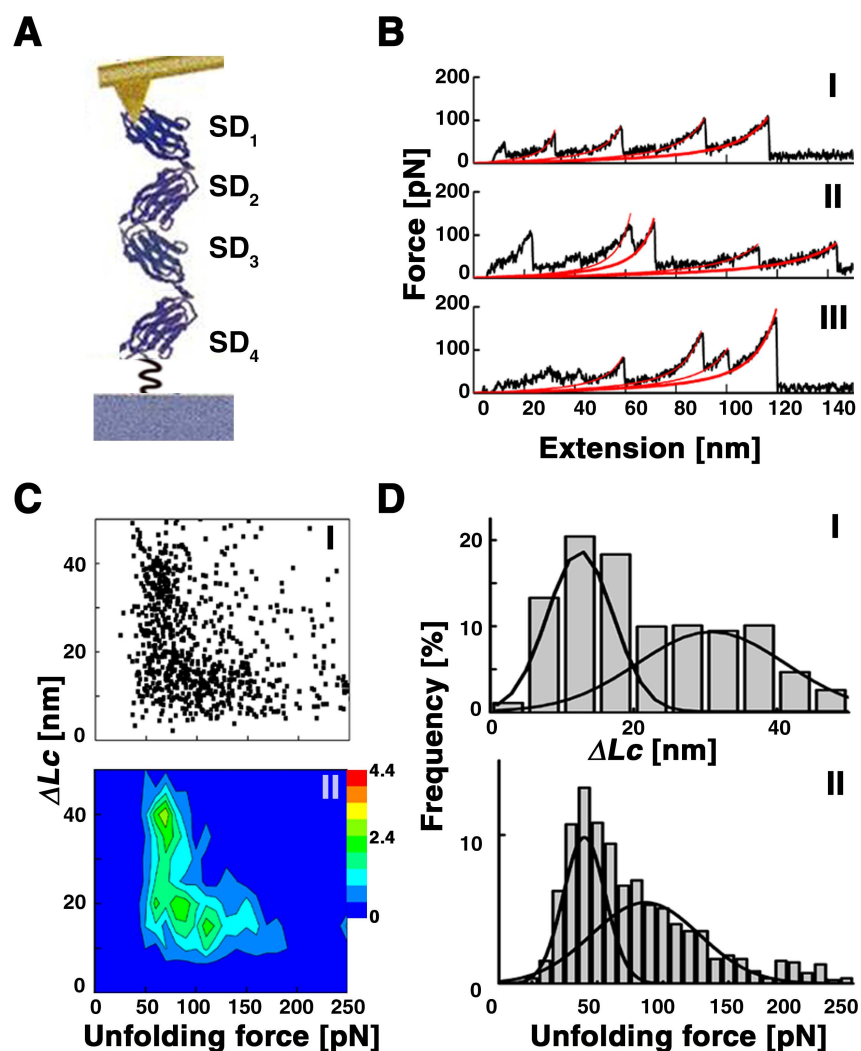 A
SD1
SD2
SD3
SD4
B
Force [pN]
200
100
0
I
200
100
0
II
200
100
0
III
0 20 40 60 80 100 120 140
Extension [nm]
C
ΔLc [nm]
I
40
20
0
II
4.4
2.4
0
40
20
0
0 50 100 150 200 250
Unfolding force [pN]
D
Frequency [%]
I
20
10
0
0 20 40
ΔLc [nm]
II
10
0
0 50 100 150 200 250
Unfolding force [pN]